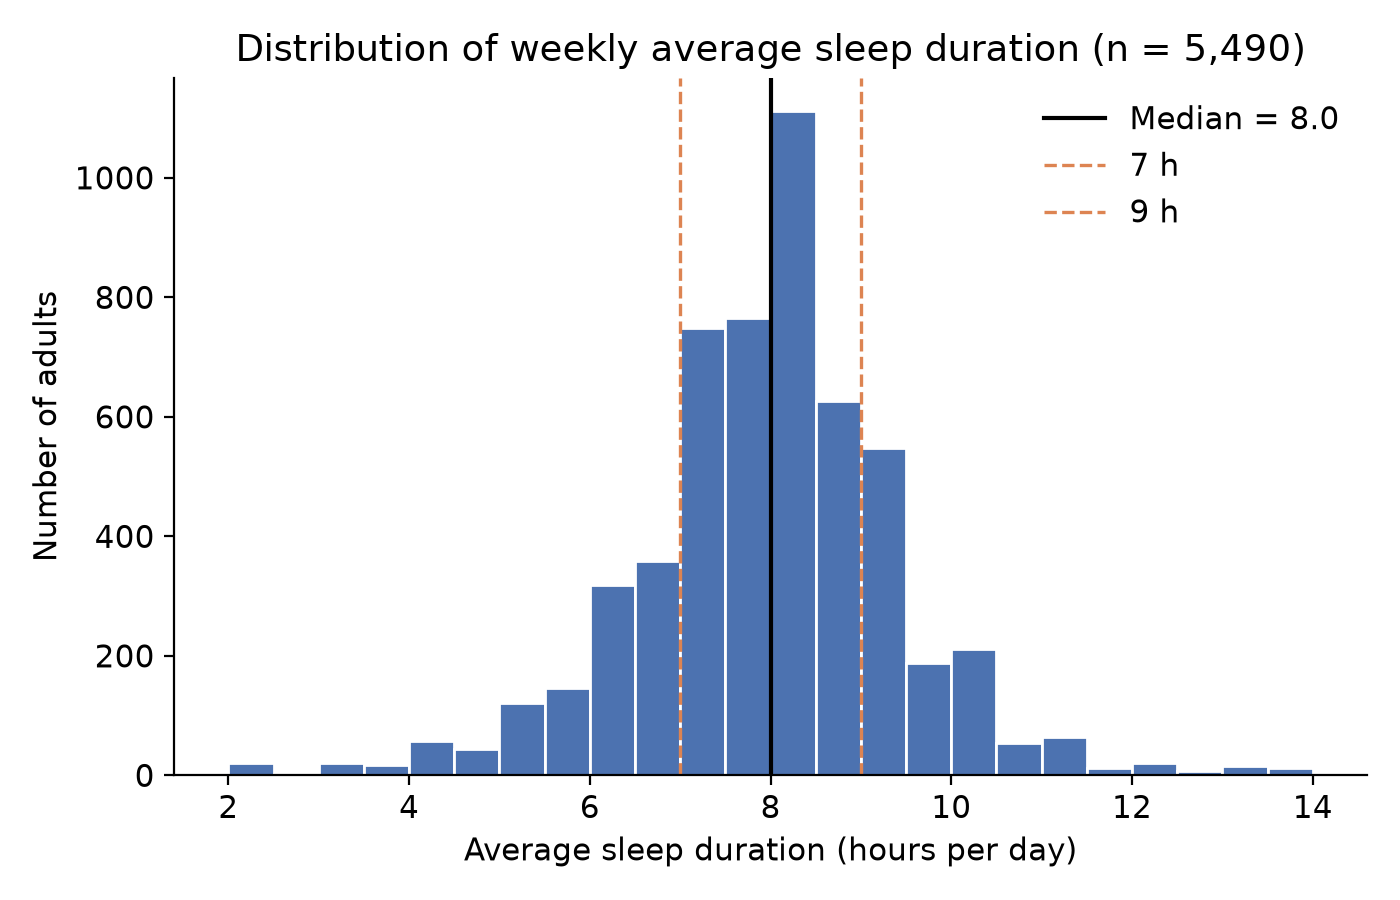 Distribution of weekly average sleep duration (n = 5,490)
Median = 8.0
7 h
9 h
Number of adults
1000
800
600
400
200
0
2 4 6 8 10 12 14
Average sleep duration (hours per day)